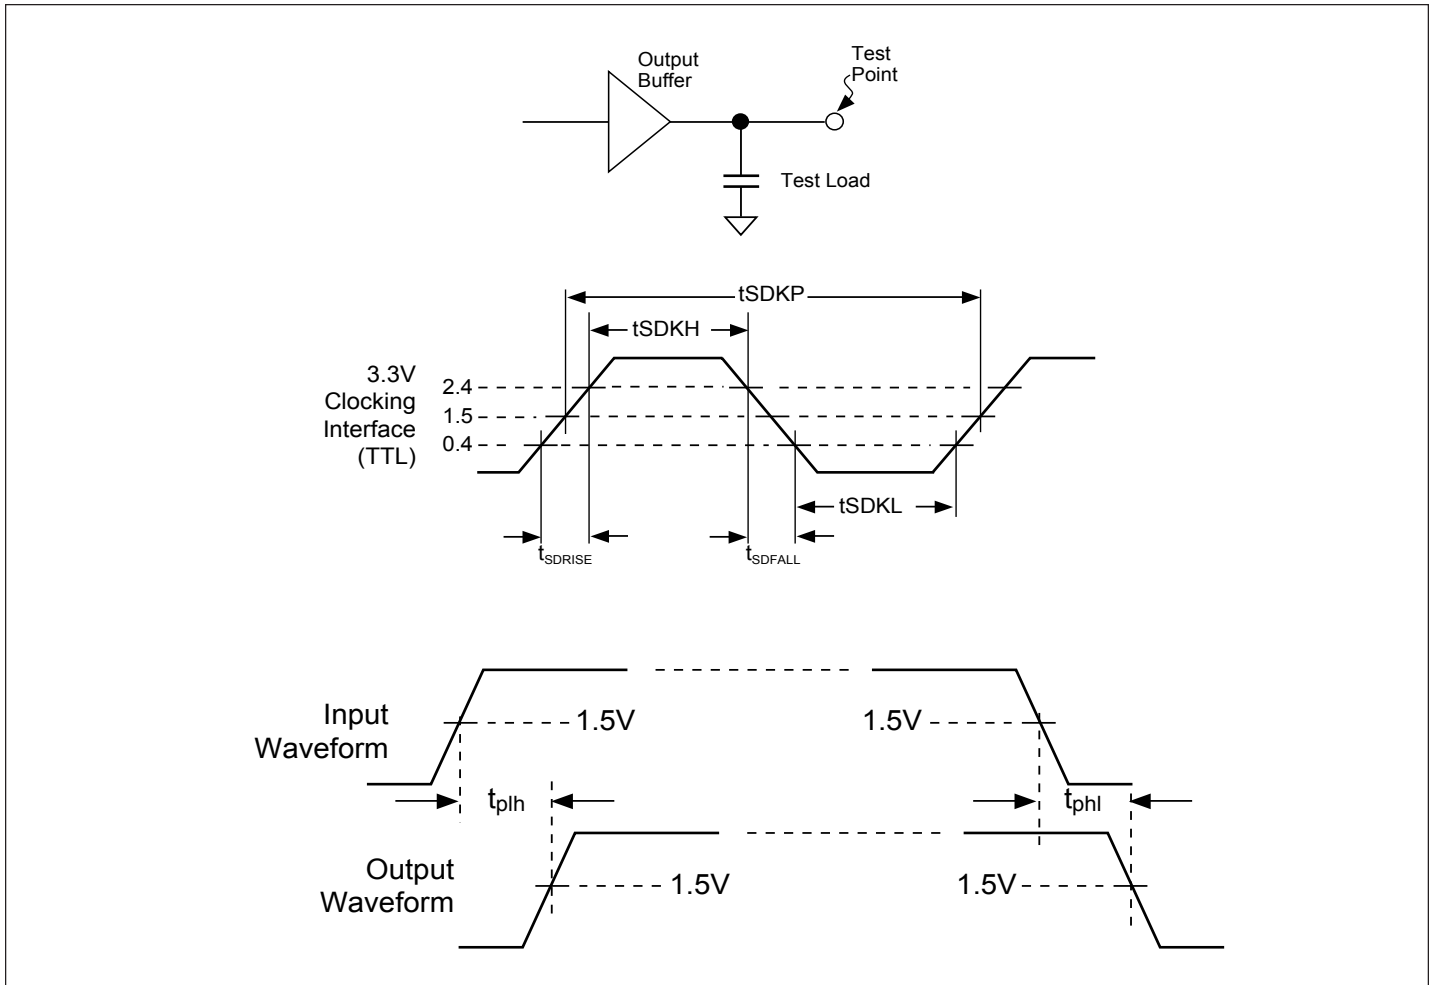 Output
Buffer
Test
Point
Test Load
tSDKP
tSDKH
3.3V
Clocking
Interface
(TTL)
2.4
1.5
0.4
tSDKL
tSDRISE
tSDFALL
Input
Waveform
1.5V
1.5V
tplh
tphl
Output
Waveform
1.5V
1.5V